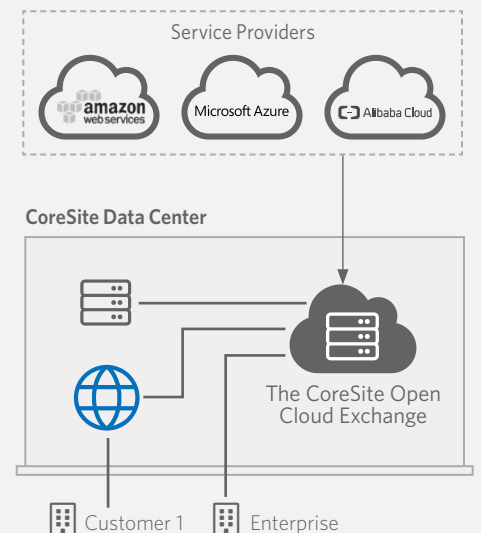 Service Providers
amazon
web services
Microsoft Azure
Alibaba Cloud
CoreSite Data Center
The CoreSite Open
Cloud Exchange
Customer 1
Enterprise